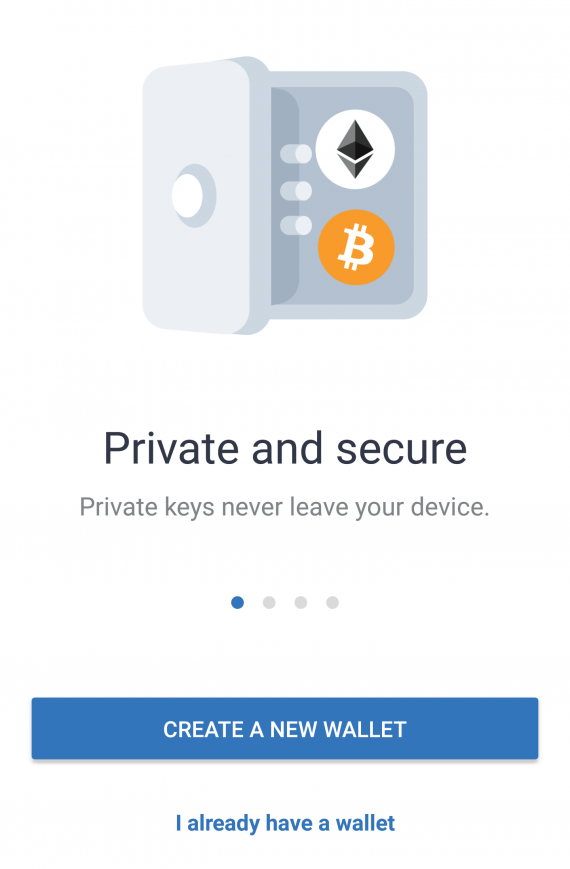 Private and secure
Private keys never leave your device.
CREATE A NEW WALLET
I already have a wallet